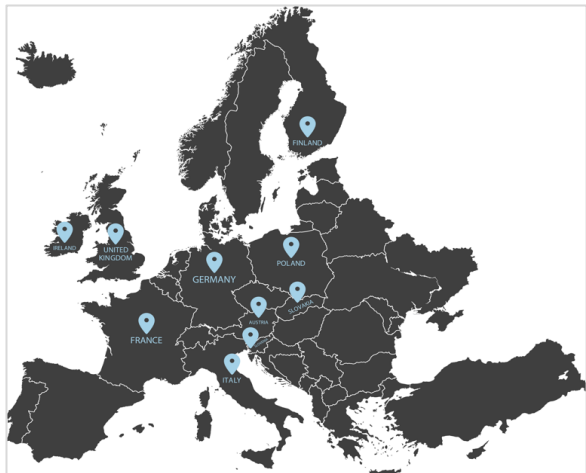 FINLAND
IRELAND
UNITED
KINGDOM
POLAND
GERMANY
SLOVAKIA
AUSTRIA
FRANCE
ITALY